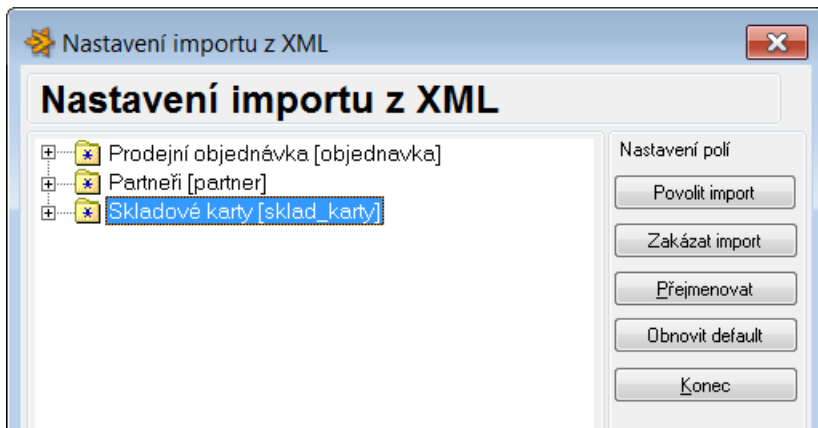 Nastavení importu z XML
Nastavení importu z XML
Prodejní objednávka [objednavka]
Partneři [partner]
Skladové karty [sklad_karty]
Nastavení polí
Povolit import
Zakázat import
Přejmenovat
Obnovit default
Konec